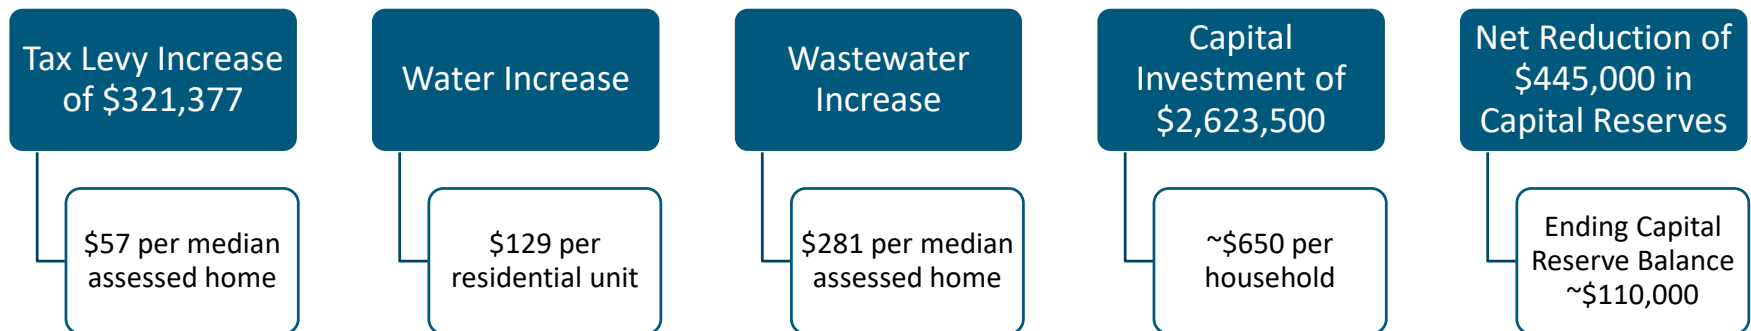 Tax Levy Increase
of $321,377
$57 per median
assessed home
Water Increase
$129 per
residential unit
Wastewater
Increase
$281 per median
assessed home
Capital
Investment of
$2,623,500
~$650 per
household
Net Reduction of
$445,000 in
Capital Reserves
Ending Capital
Reserve Balance
~$110,000